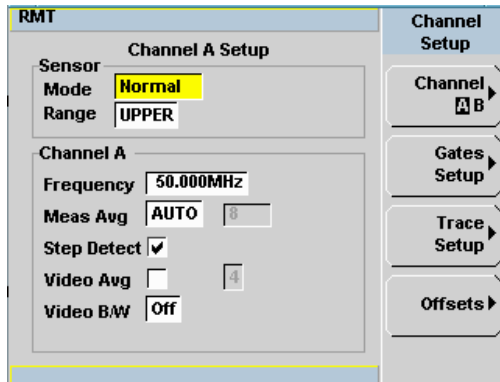 RMT
Channel A Setup
Sensor
Mode Normal
Range UPPER
Channel A
Frequency 50.000MHz
Meas Avg AUTO 8
Step Detect
Video Avg 4
Video B/W Off
Channel
Setup
Channel
A B
Gates
Setup
Trace
Setup
Offsets